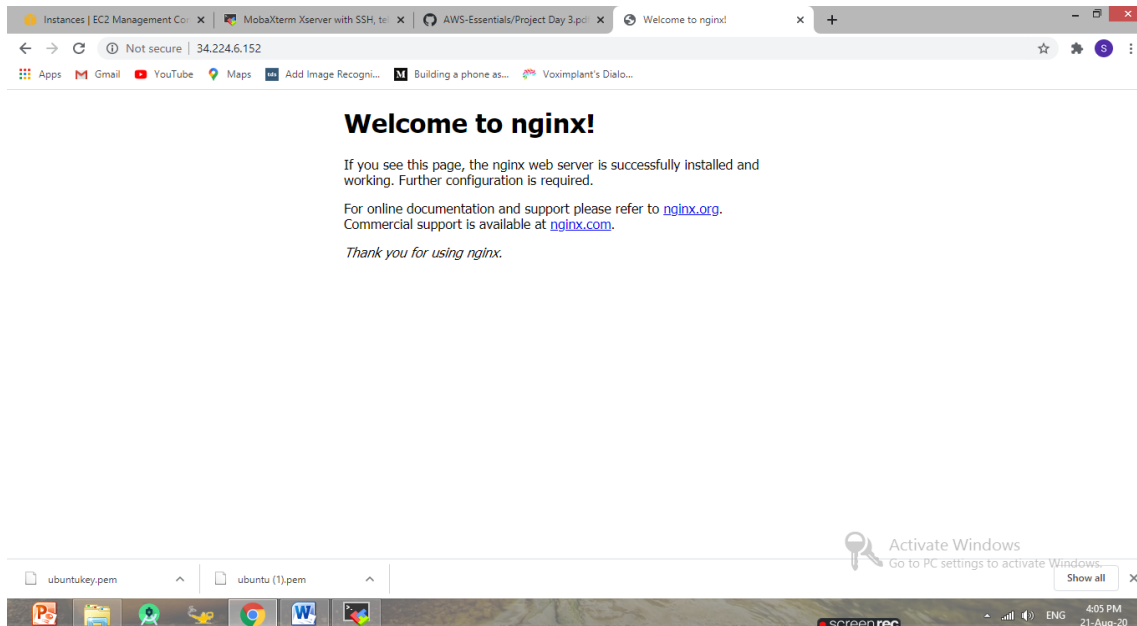 Instances | EC2 Management Con
MobaXterm Xserver with SSH, tel
AWS-Essentials/Project Day 3.pdf
Welcome to nginx!
Not secure | 34.224.6.152
S
Apps
Gmail
YouTube
Maps
tds
Add Image Recogni...
M
Building a phone as...
Voximplant's Dialo...
Welcome to nginx!
If you see this page, the nginx web server is successfully installed and
working. Further configuration is required.
For online documentation and support please refer to nginx.org.
Commercial support is available at nginx.com.
Thank you for using nginx.
Activate Windows
Go to PC settings to activate Windows.
ubuntukey.pem
ubuntu (1).pem
Show all
screenrec
ENG
4:05 PM
21-Aug-20